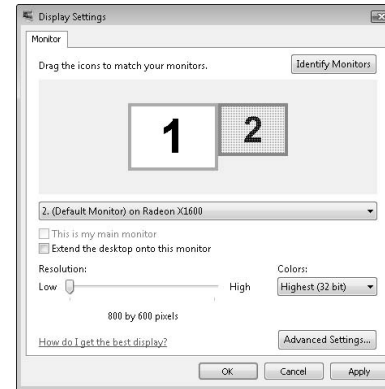 Display Settings
Monitor
Drag the icons to match your monitors.
Identify Monitors
1
2
2. (Default Monitor) on Radeon X1600
This is my main monitor
Extend the desktop onto this monitor
Resolution:
Colors:
Low
High
Highest (32 bit)
800 by 600 pixels
How do I get the best display?
Advanced Settings...
OK
Cancel
Apply